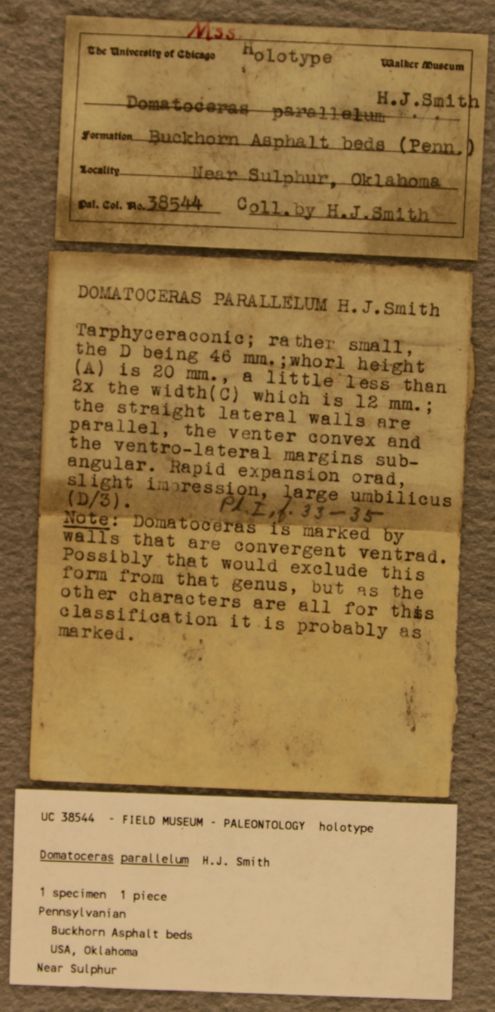 Mss.
The University of Chicago Holotype Walker Museum
H.J.Smith
Domatoceras parallelum
Formation Buckhorn Asphalt beds (Penn.)
Locality Near Sulphur, Oklahoma
Pal. Col. No. 38544 Coll.by H.J.Smith
DOMATOCERAS PARALLELUM H.J.Smith
Tarphyceraconic; rather small,
the D being 46 mm.;whorl height
(A) is 20 mm., a little less than
2x the width(C) which is 12 mm.;
the straight lateral walls are
parallel, the venter convex and
the ventro-lateral margins sub-
angular. Rapid expansion orad,
slight impression, large umbilicus
(D/3). Pl.I, f. 33-35
Note: Domatoceras is marked by
walls that are convergent ventrad.
Possibly that would exclude this
form from that genus, but as the
other characters are all for this
classification it is probably as
marked.
UC 38544 - FIELD MUSEUM - PALEONTOLOGY holotype
Domatoceras parallelum H.J. Smith
1 specimen 1 piece
Pennsylvanian
Buckhorn Asphalt beds
USA, Oklahoma
Near Sulphur